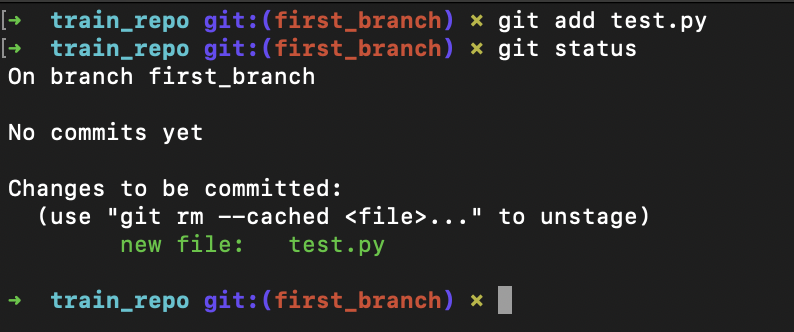 [➜  train_repo git:(first_branch) × git add test.py
[➜  train_repo git:(first_branch) × git status
On branch first_branch
No commits yet
Changes to be committed:
  (use "git rm --cached <file>..." to unstage)
        new file:   test.py
➜  train_repo git:(first_branch) ×